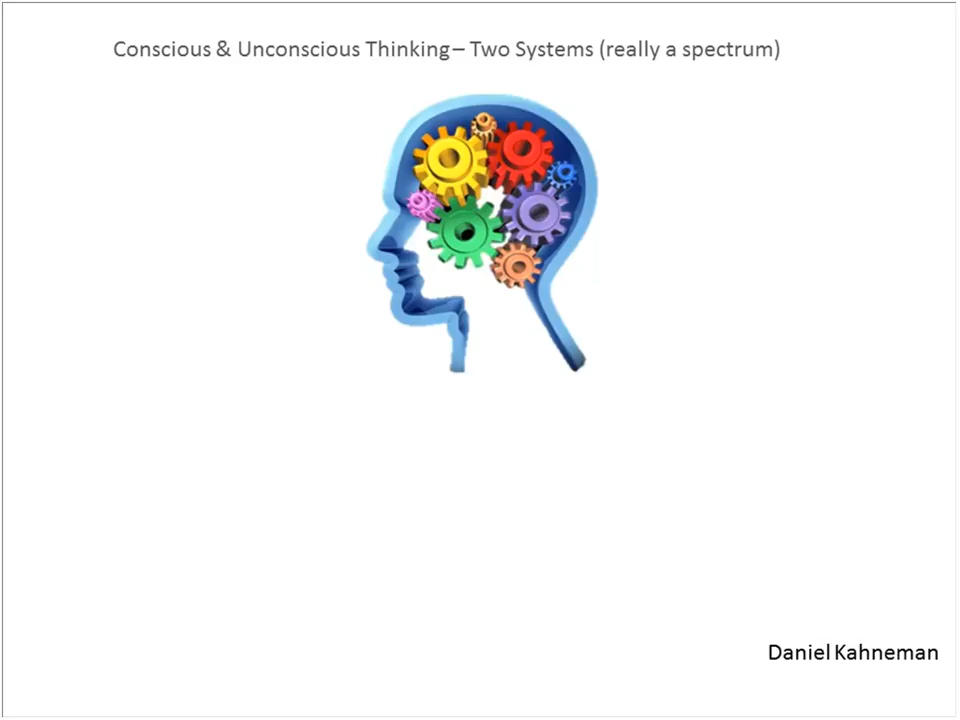 Conscious & Unconscious Thinking – Two Systems (really a spectrum)
Daniel Kahneman